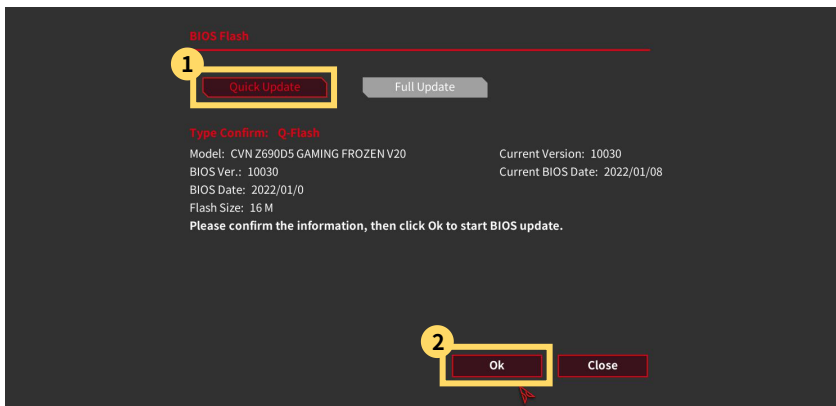 BIOS Flash
1
Quick Update
Full Update
Type Confirm: Q-Flash
Model: CVN Z690D5 GAMING FROZEN V20
Current Version: 10030
BIOS Ver.: 10030
Current BIOS Date: 2022/01/08
BIOS Date: 2022/01/0
Flash Size: 16 M
Please confirm the information, then click Ok to start BIOS update.
2
Ok
Close